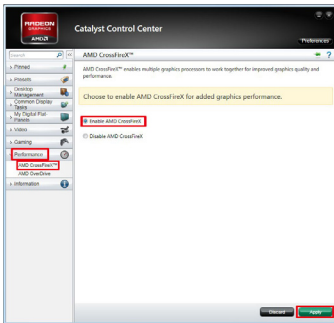 RADEON
GRAPHICS
AMD
Catalyst Control Center
Preferences
Search
AMD CrossFireX™
Pinned
Presets
Desktop
Management
Common Display
Tasks
My Digital Flat-
Panels
Video
Gaming
Performance
AMD CrossFireX™
AMD OverDrive
Information
AMD CrossFireX™ enables multiple graphics processors to work together for improved graphics quality and
performance.
Choose to enable AMD CrossFireX for added graphics performance.
Enable AMD CrossFireX
Disable AMD CrossFireX
Discard
Apply